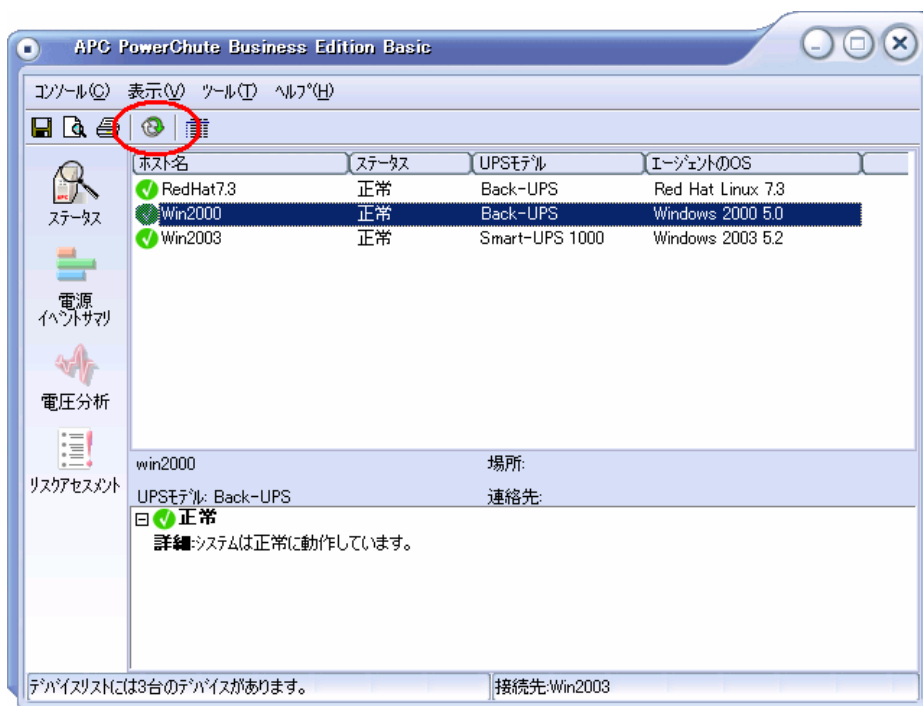 APC PowerChute Business Edition Basic
コンソール(C) 表示(V) ツール(T) ヘルプ(H)
ホスト名 ステータス UPSモデル エージェントのOS
RedHat7.3 正常 Back-UPS Red Hat Linux 7.3
Win2000 正常 Back-UPS Windows 2000 5.0
Win2003 正常 Smart-UPS 1000 Windows 2003 5.2
ステータス
電源
イベントサマリ
電圧分析
リスクアセスメント
win2000 場所:
UPSモデル: Back-UPS 連絡先:
正常
詳細:システムは正常に動作しています。
デバイスリストには3台のデバイスがあります。 接続先:Win2003